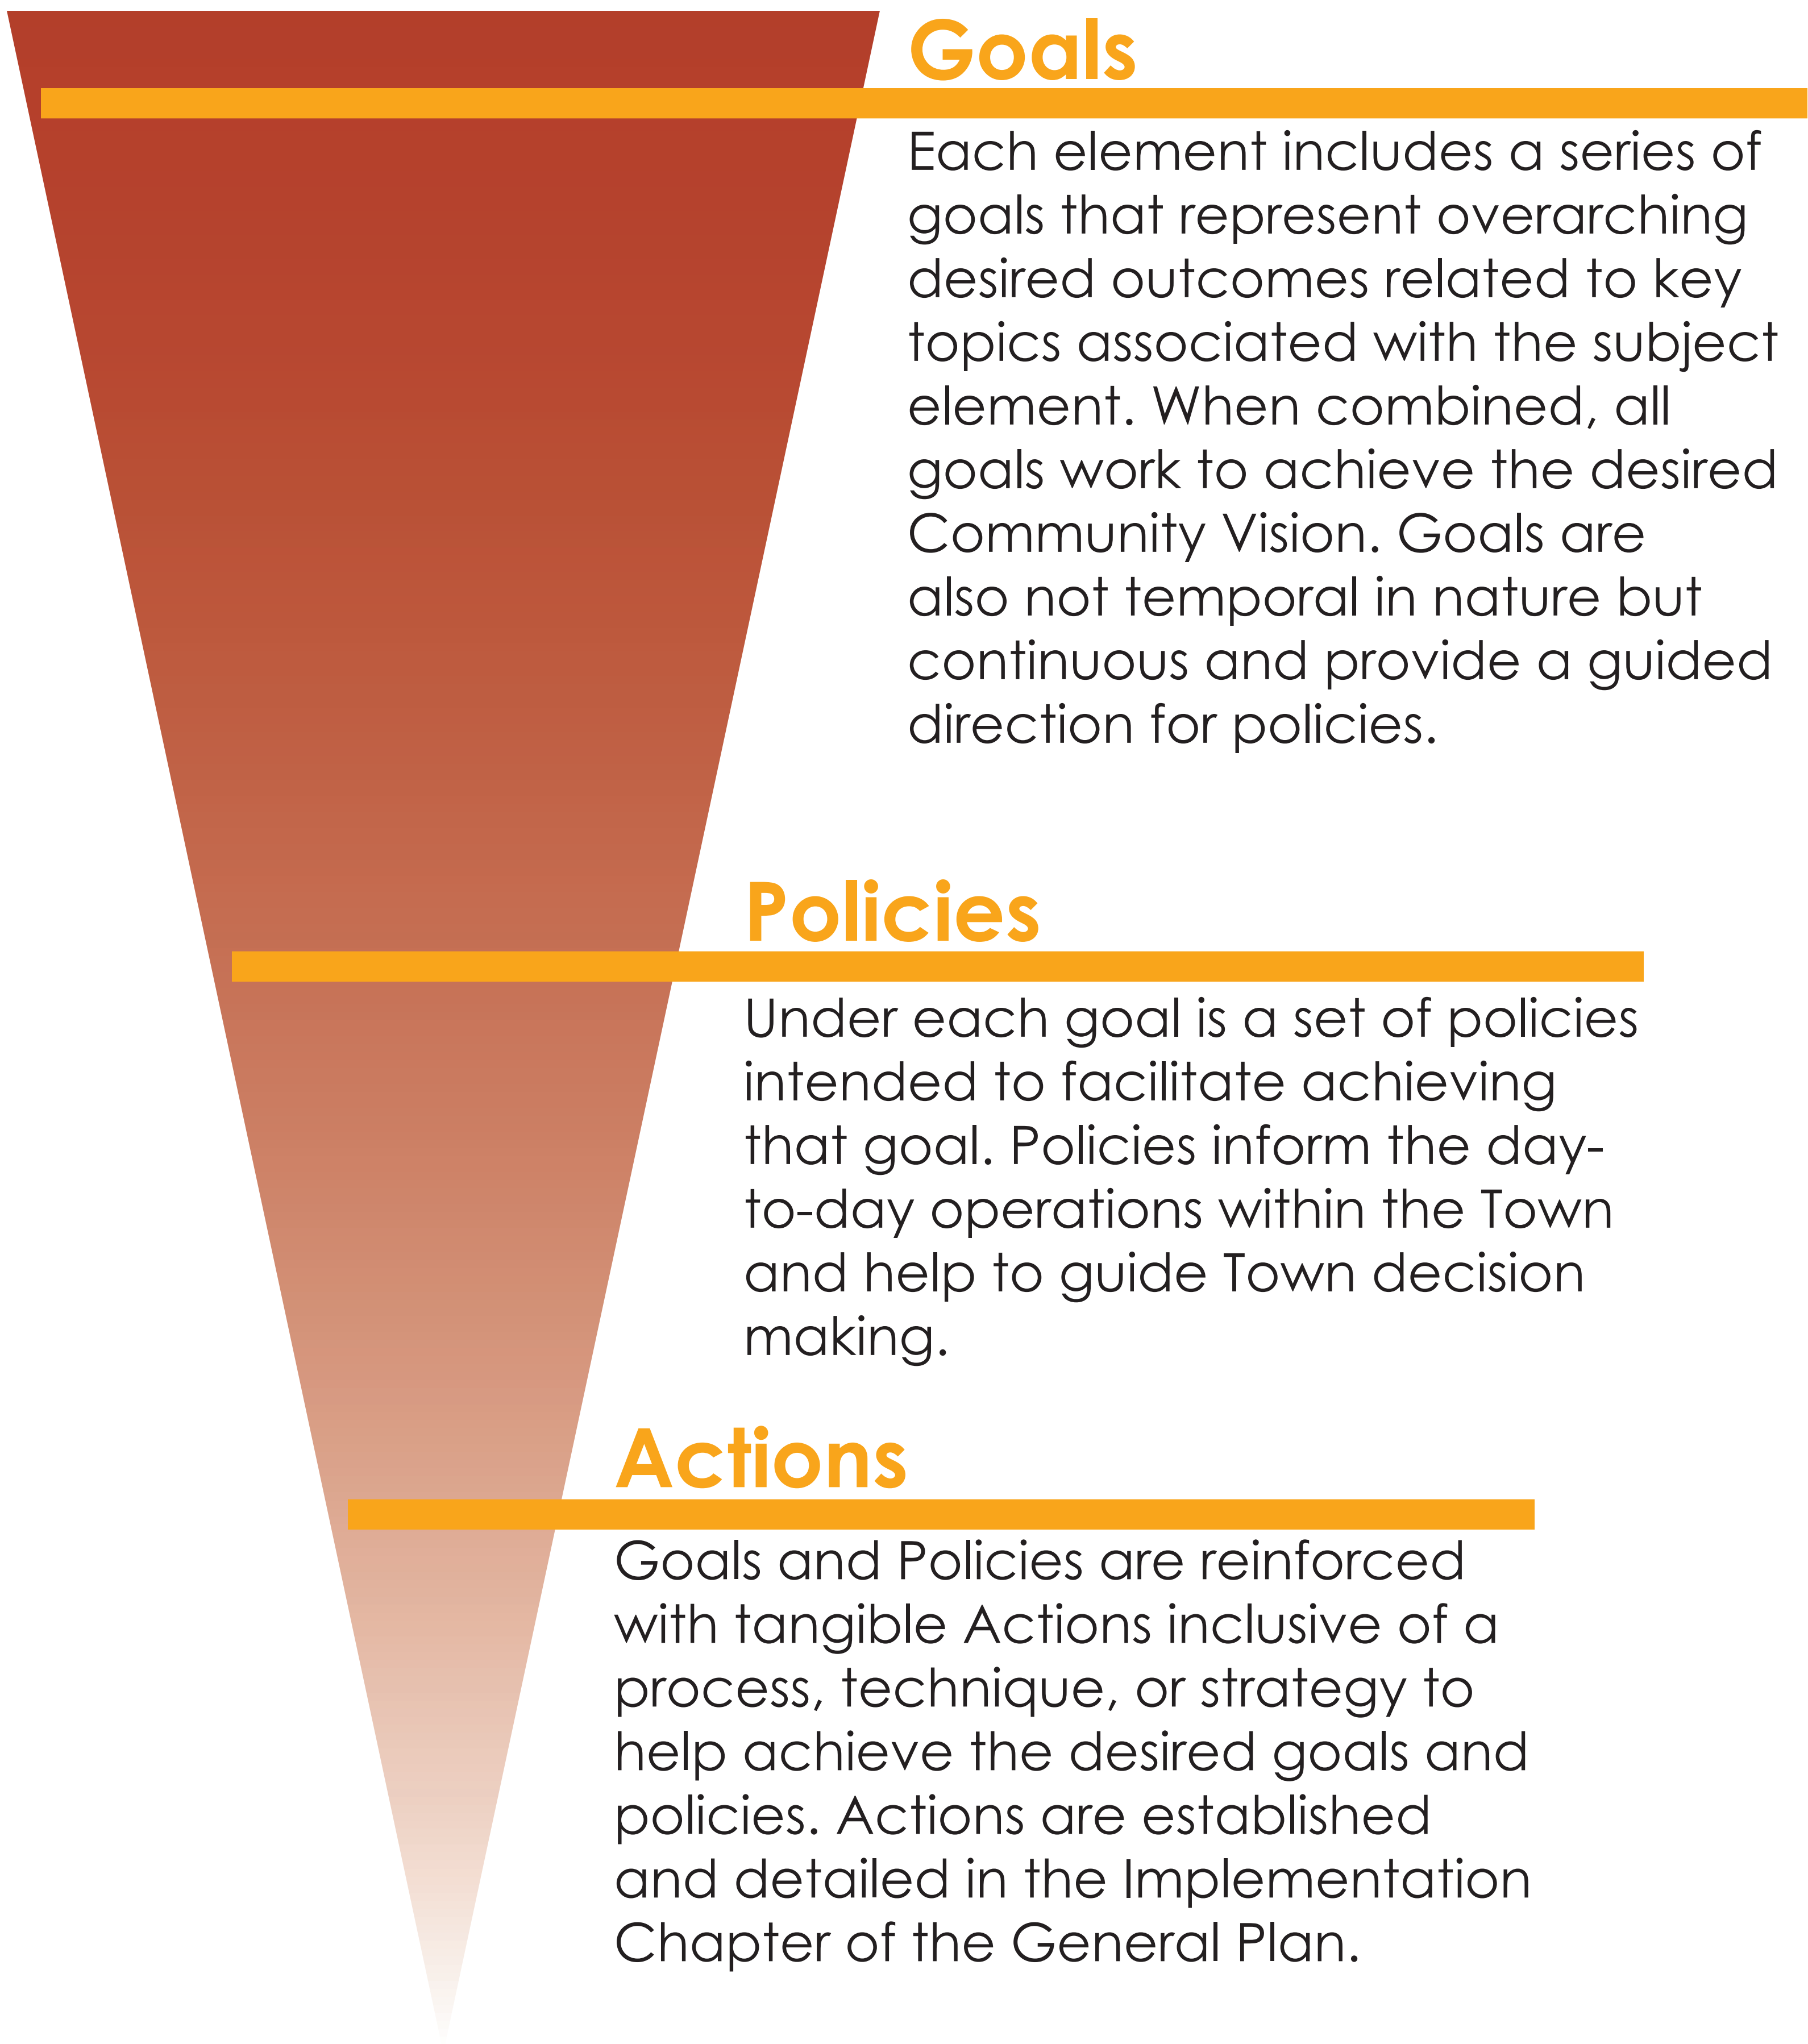 Goals
Each element includes a series of
goals that represent overarching
desired outcomes related to key
topics associated with the subject
element. When combined, all
goals work to achieve the desired
Community Vision. Goals are
also not temporal in nature but
continuous and provide a guided
direction for policies.
Policies
Under each goal is a set of policies
intended to facilitate achieving
that goal. Policies inform the day-
to-day operations within the Town
and help to guide Town decision
making.
Actions
Goals and Policies are reinforced
with tangible Actions inclusive of a
process, technique, or strategy to
help achieve the desired goals and
policies. Actions are established
and detailed in the Implementation
Chapter of the General Plan.